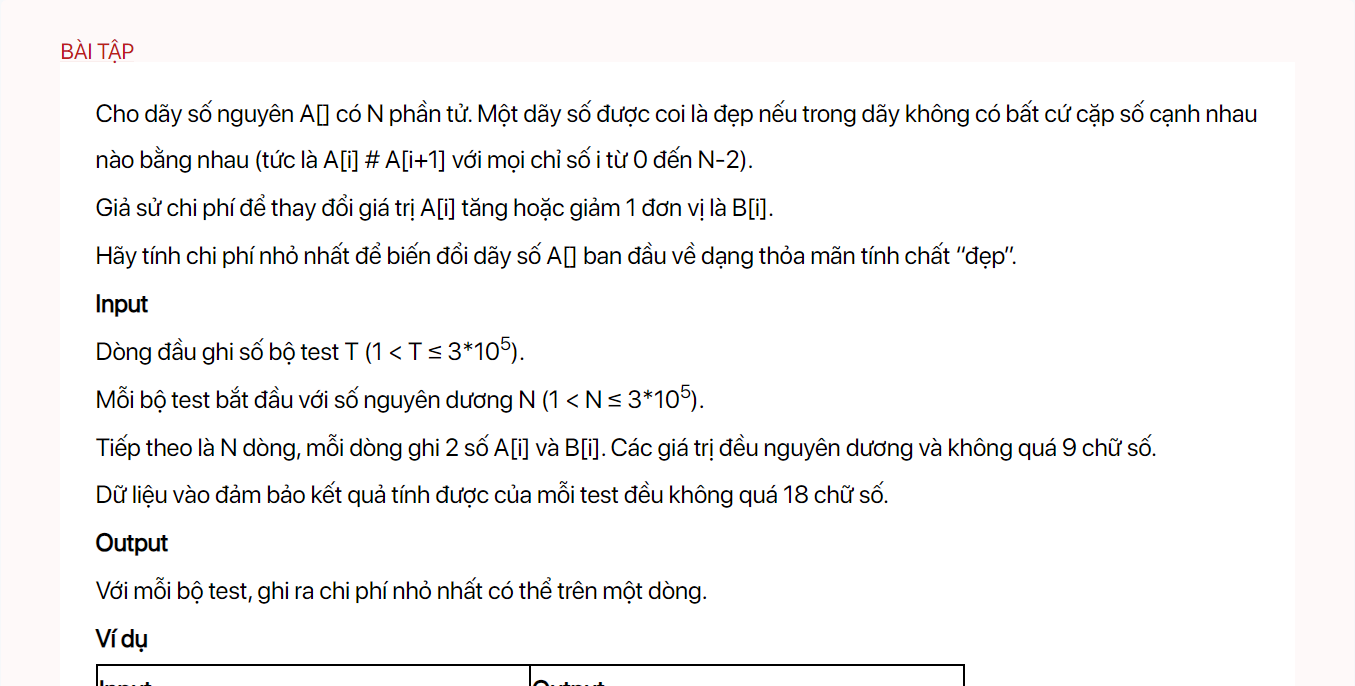 BÀI TẬP
Cho dãy số nguyên A[] có N phần tử. Một dãy số được coi là đẹp nếu trong dãy không có bất cứ cặp số cạnh nhau
nào bằng nhau (tức là A[i] # A[i+1] với mọi chỉ số i từ 0 đến N-2).
Giả sử chi phí để thay đổi giá trị A[i] tăng hoặc giảm 1 đơn vị là B[i].
Hãy tính chi phí nhỏ nhất để biến đổi dãy số A[] ban đầu về dạng thỏa mãn tính chất “đẹp”.
Input
Dòng đầu ghi số bộ test T (1 < T ≤ 3*10⁵).
Mỗi bộ test bắt đầu với số nguyên dương N (1 < N ≤ 3*10⁵).
Tiếp theo là N dòng, mỗi dòng ghi 2 số A[i] và B[i]. Các giá trị đều nguyên dương và không quá 9 chữ số.
Dữ liệu vào đảm bảo kết quả tính được của mỗi test đều không quá 18 chữ số.
Output
Với mỗi bộ test, ghi ra chi phí nhỏ nhất có thể trên một dòng.
Ví dụ